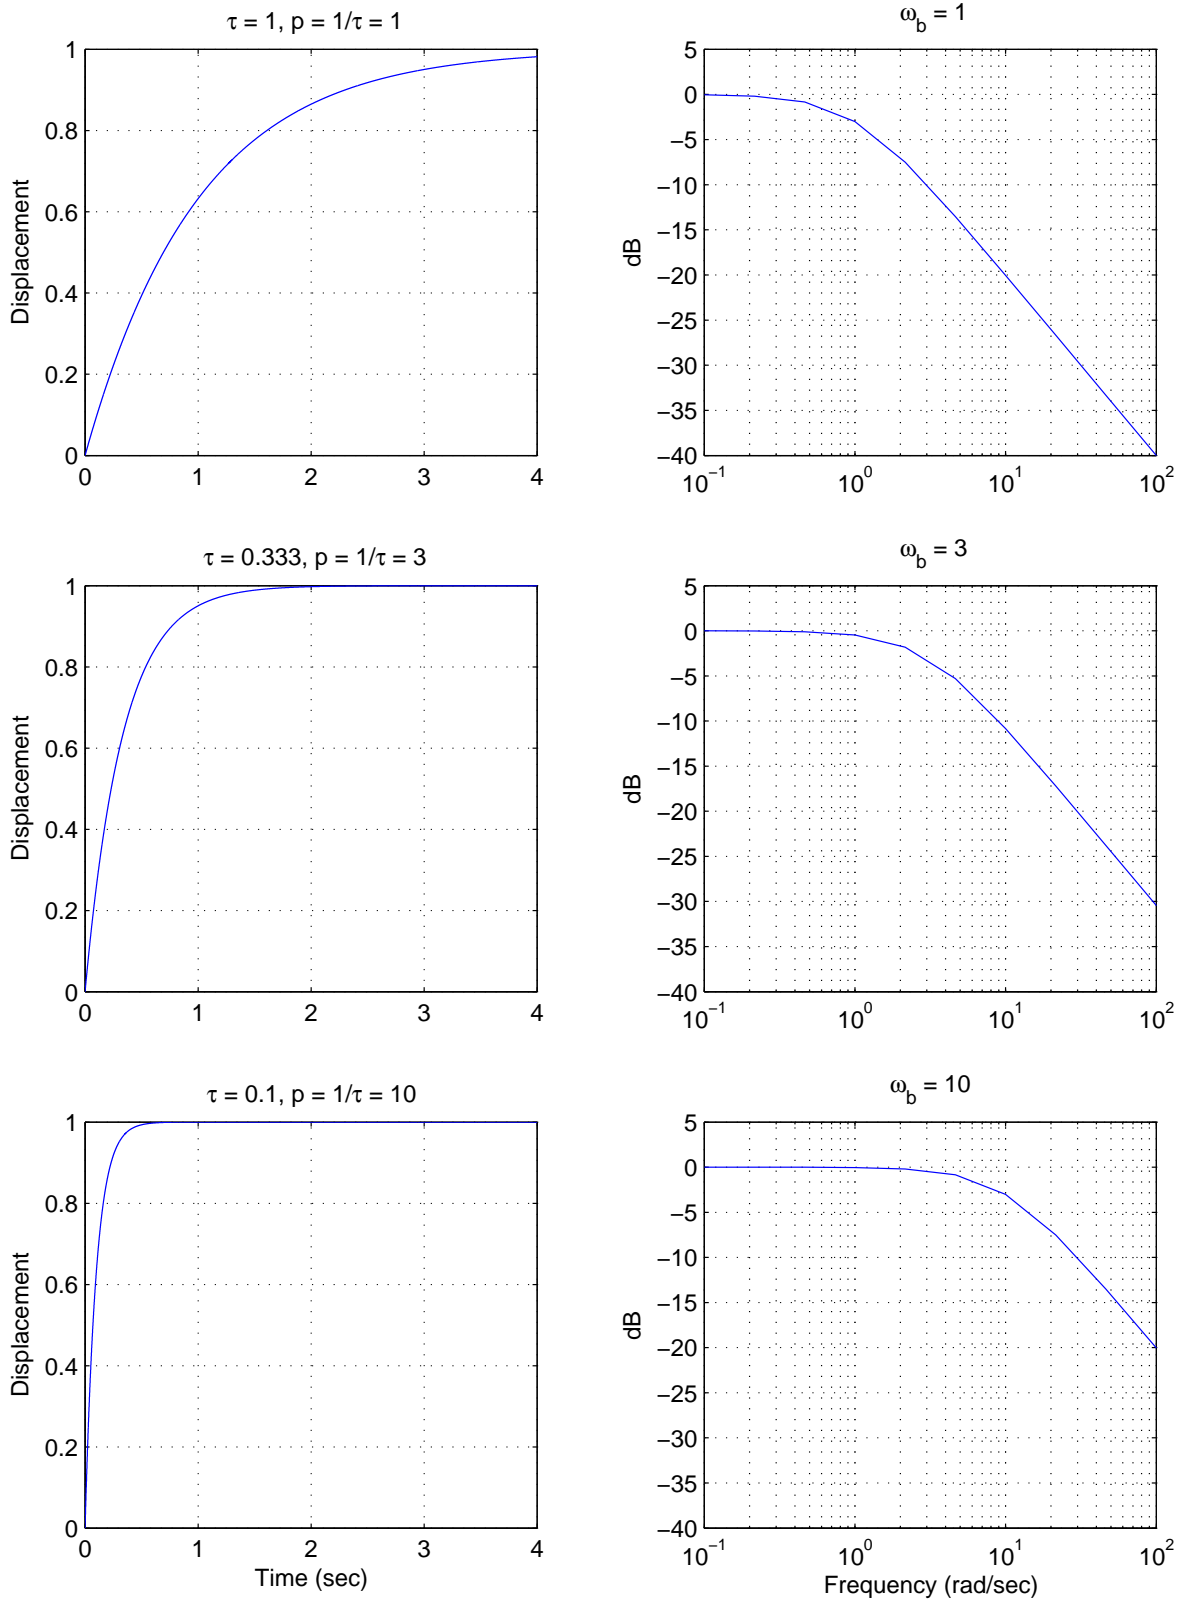 τ = 1, p = 1/τ = 1
1
0.8
0.6
0.4
0.2
0
Displacement
0 1 2 3 4
ω_b = 1
5
0
−5
−10
−15
−20
−25
−30
−35
−40
dB
10^−1 10^0 10^1 10^2
τ = 0.333, p = 1/τ = 3
1
0.8
0.6
0.4
0.2
0
Displacement
0 1 2 3 4
ω_b = 3
5
0
−5
−10
−15
−20
−25
−30
−35
−40
dB
10^−1 10^0 10^1 10^2
τ = 0.1, p = 1/τ = 10
1
0.8
0.6
0.4
0.2
0
Displacement
0 1 2 3 4
Time (sec)
ω_b = 10
5
0
−5
−10
−15
−20
−25
−30
−35
−40
dB
10^−1 10^0 10^1 10^2
Frequency (rad/sec)